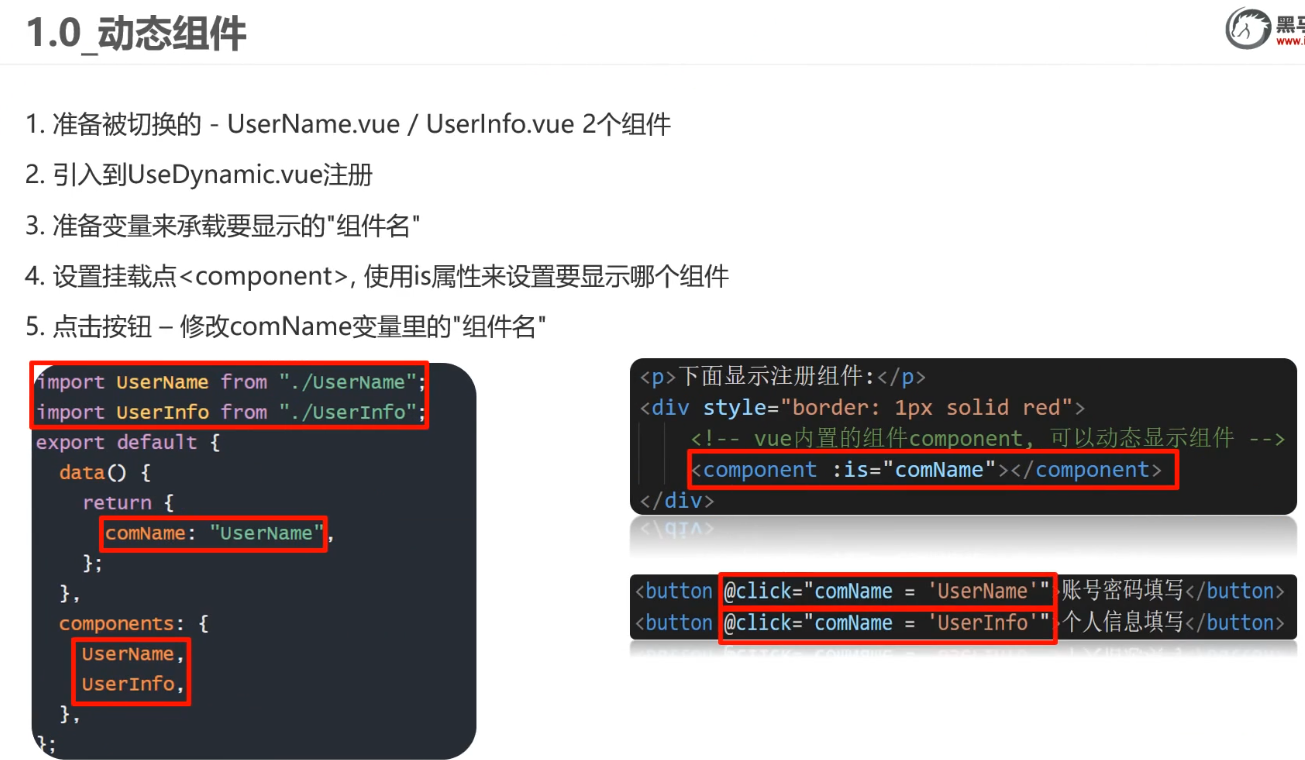 1.0_动态组件
黑马
www.i
1. 准备被切换的 - UserName.vue / UserInfo.vue 2个组件
2. 引入到UseDynamic.vue注册
3. 准备变量来承载要显示的"组件名"
4. 设置挂载点<component>, 使用is属性来设置要显示哪个组件
5. 点击按钮 – 修改comName变量里的"组件名"
import UserName from "./UserName";
import UserInfo from "./UserInfo";
export default {
data() {
return {
comName: "UserName",
};
},
components: {
UserName,
UserInfo,
},
};
<p>下面显示注册组件:</p>
<div style="border: 1px solid red">
<!-- vue内置的组件component, 可以动态显示组件 -->
<component :is="comName"></component>
</div>
<button @click="comName = 'UserName'">账号密码填写</button>
<button @click="comName = 'UserInfo'">个人信息填写</button>